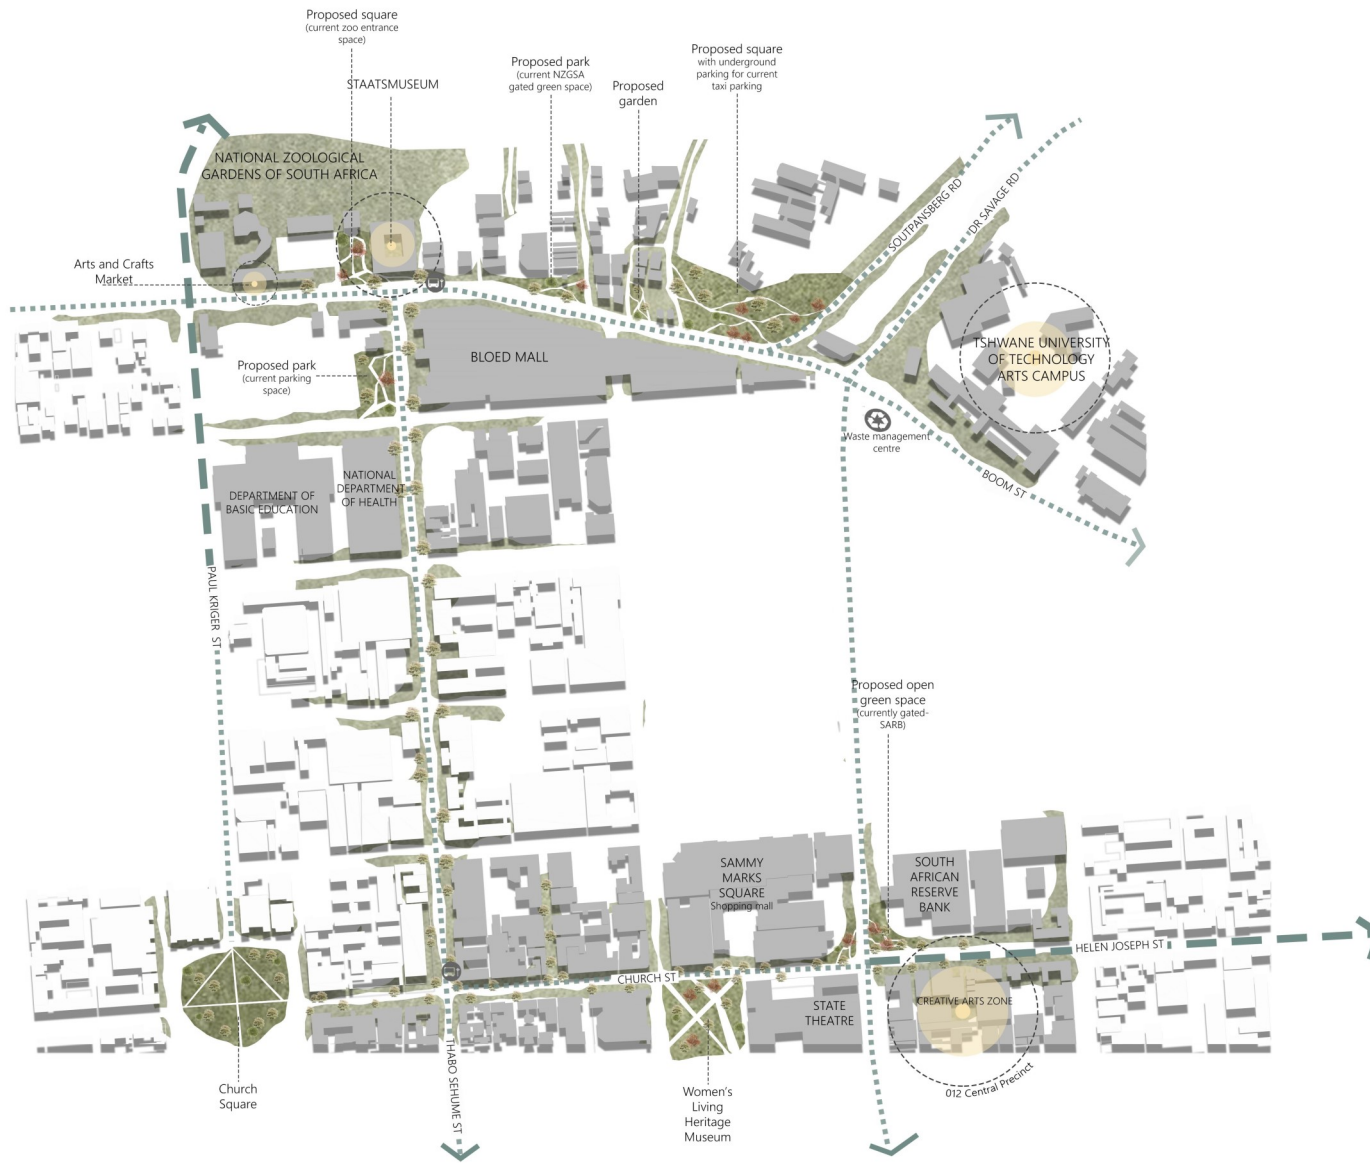 Proposed square
(current zoo entrance
space)
STAATSMUSEUM
Proposed park
(current NZGSA
gated green space)
Proposed
garden
Proposed square
with underground
parking for current
taxi parking
NATIONAL ZOOLOGICAL
GARDENS OF SOUTH AFRICA
SOUTPANSBERG RD
DR SAVAGE RD
Arts and Crafts
Market
TSHWANE UNIVERSITY
OF TECHNOLOGY
ARTS CAMPUS
BLOED MALL
Proposed park
(current parking
space)
Waste management
centre
BOOM ST
NATIONAL
DEPARTMENT
OF HEALTH
DEPARTMENT OF
BASIC EDUCATION
PAUL KRIGER ST
Proposed open
green space
(currently gated-
SARB)
SAMMY
MARKS
SQUARE
Shopping mall
SOUTH
AFRICAN
RESERVE
BANK
HELEN JOSEPH ST
CHURCH ST
STATE
THEATRE
CREATIVE ARTS ZONE
012 Central Precinct
THABO SEHUME ST
Church
Square
Women's
Living
Heritage
Museum